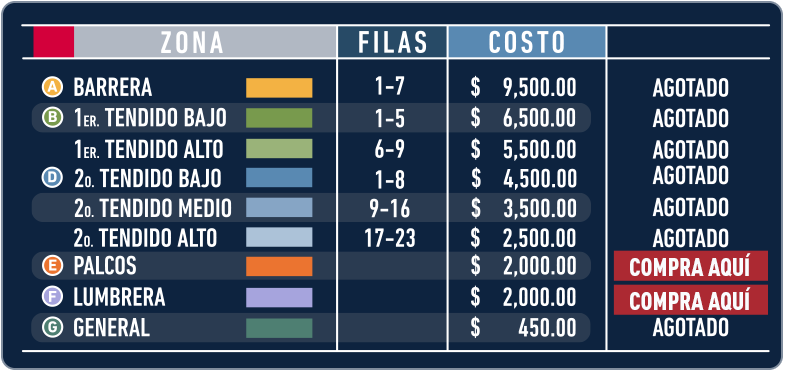 ZONA FILAS COSTO
A BARRERA 1-7 $ 9,500.00 AGOTADO
B 1ER. TENDIDO BAJO 1-5 $ 6,500.00 AGOTADO
1ER. TENDIDO ALTO 6-9 $ 5,500.00 AGOTADO
D 2O. TENDIDO BAJO 1-8 $ 4,500.00 AGOTADO
2O. TENDIDO MEDIO 9-16 $ 3,500.00 AGOTADO
2O. TENDIDO ALTO 17-23 $ 2,500.00 AGOTADO
E PALCOS $ 2,000.00 COMPRA AQUÍ
F LUMBRERA $ 2,000.00 COMPRA AQUÍ
G GENERAL $ 450.00 AGOTADO